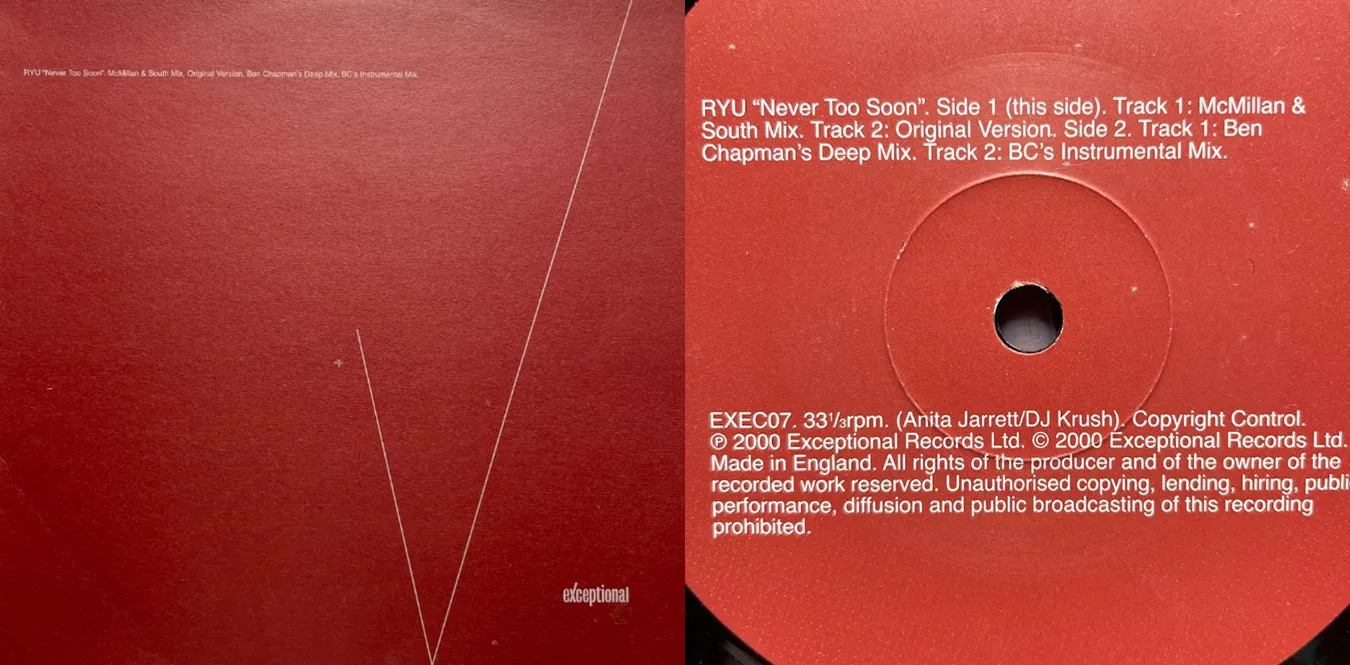 RYU "Never Too Soon". McMillan & South Mix, Original Version. Ben Chapman's Deep Mix, BC's Instrumental Mix.
exceptional
RYU “Never Too Soon”. Side 1 (this side). Track 1: McMillan &
South Mix. Track 2: Original Version. Side 2. Track 1: Ben
Chapman’s Deep Mix. Track 2: BC’s Instrumental Mix.
EXEC07. 33⅓rpm. (Anita Jarrett/DJ Krush). Copyright Control.
℗ 2000 Exceptional Records Ltd. © 2000 Exceptional Records Ltd.
Made in England. All rights of the producer and of the owner of the
recorded work reserved. Unauthorised copying, lending, hiring, publi
performance, diffusion and public broadcasting of this recording
prohibited.